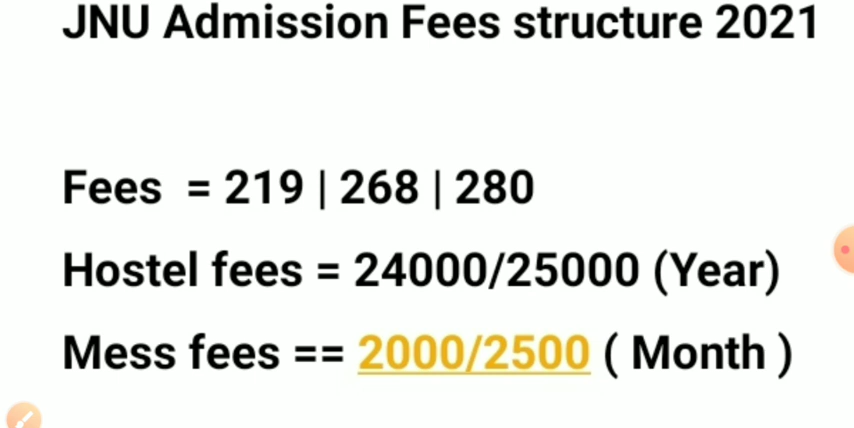 JNU Admission Fees structure 2021
Fees = 219 | 268 | 280
Hostel fees = 24000/25000 (Year)
Mess fees == 2000/2500 ( Month )